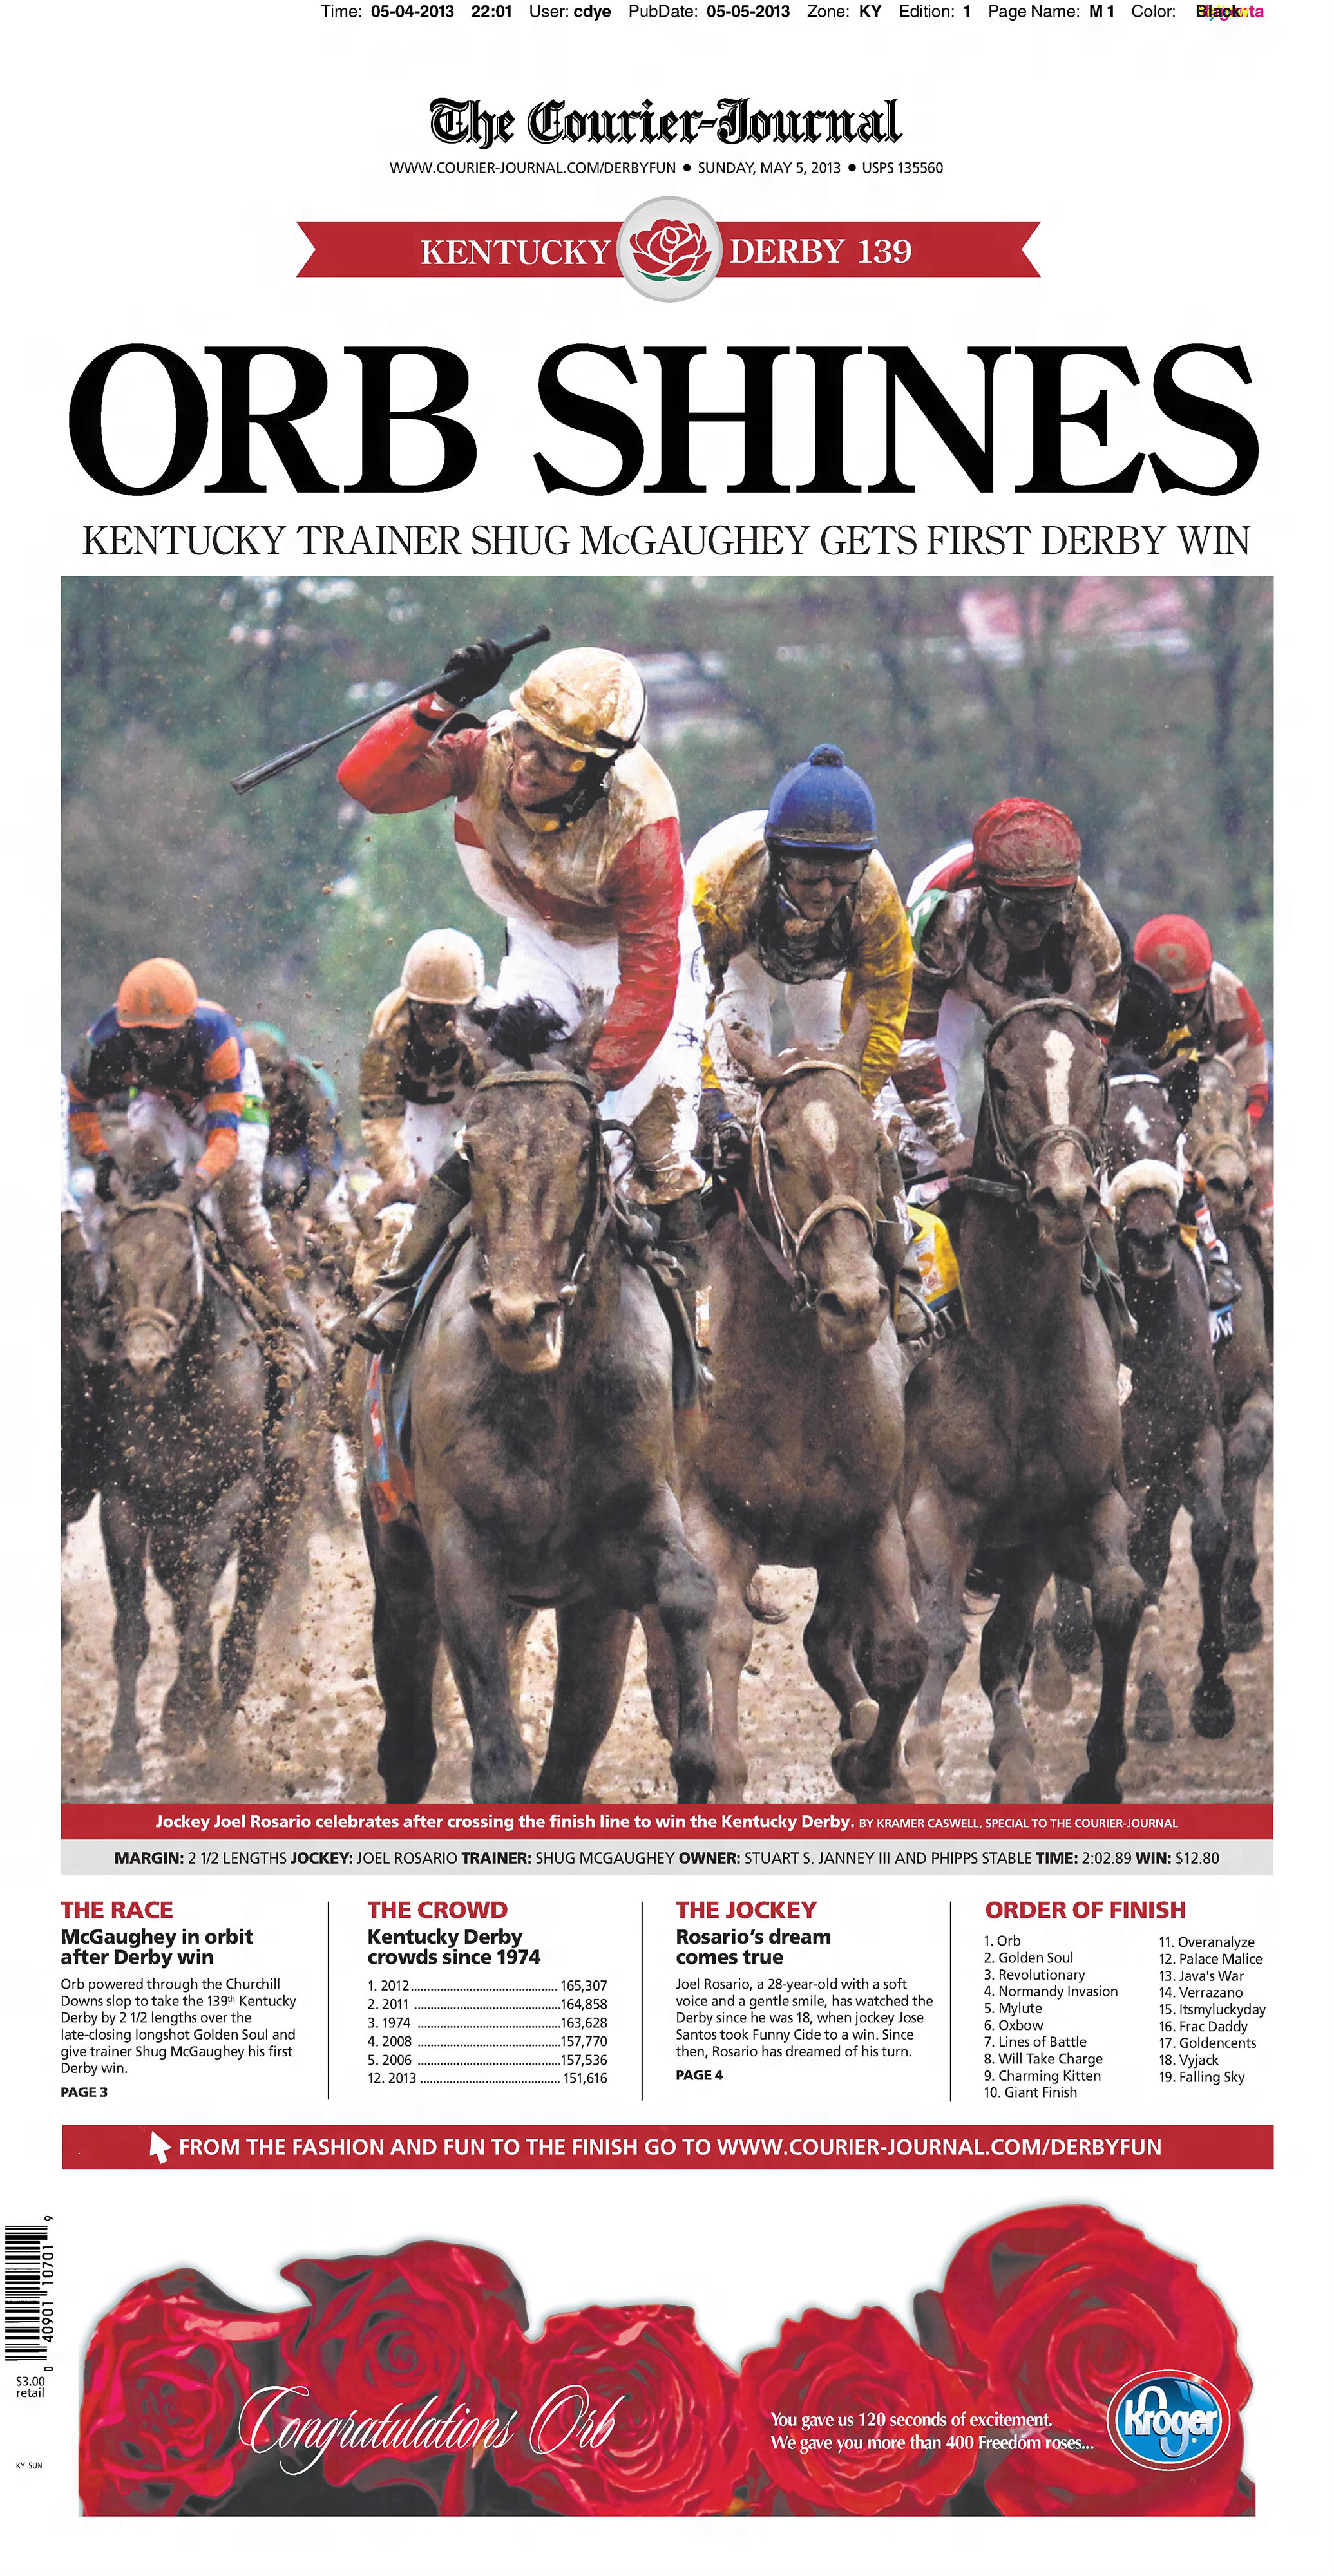 Time: 05-04-2013 22:01 User: cdye PubDate: 05-05-2013 Zone: KY Edition: 1 Page Name: M 1 Color: Black
The Courier-Journal
WWW.COURIER-JOURNAL.COM/DERBYFUN ● SUNDAY, MAY 5, 2013 ● USPS 135560
KENTUCKY DERBY 139
ORB SHINES
KENTUCKY TRAINER SHUG McGAUGHEY GETS FIRST DERBY WIN
Jockey Joel Rosario celebrates after crossing the finish line to win the Kentucky Derby. BY KRAMER CASWELL, SPECIAL TO THE COURIER-JOURNAL
MARGIN: 2 1/2 LENGTHS JOCKEY: JOEL ROSARIO TRAINER: SHUG MCGAUGHEY OWNER: STUART S. JANNEY III AND PHIPPS STABLE TIME: 2:02.89 WIN: $12.80
THE RACE
McGaughey in orbit
after Derby win
Orb powered through the Churchill
Downs slop to take the 139th Kentucky
Derby by 2 1/2 lengths over the
late-closing longshot Golden Soul and
give trainer Shug McGaughey his first
Derby win.
PAGE 3
THE CROWD
Kentucky Derby
crowds since 1974
1. 2012 165,307
2. 2011 164,858
3. 1974 163,628
4. 2008 157,770
5. 2006 157,536
12. 2013 151,616
THE JOCKEY
Rosario's dream
comes true
Joel Rosario, a 28-year-old with a soft
voice and a gentle smile, has watched the
Derby since he was 18, when jockey Jose
Santos took Funny Cide to a win. Since
then, Rosario has dreamed of his turn.
PAGE 4
ORDER OF FINISH
1. Orb
2. Golden Soul
3. Revolutionary
4. Normandy Invasion
5. Mylute
6. Oxbow
7. Lines of Battle
8. Will Take Charge
9. Charming Kitten
10. Giant Finish
11. Overanalyze
12. Palace Malice
13. Java's War
14. Verrazano
15. Itsmyluckyday
16. Frac Daddy
17. Goldencents
18. Vyjack
19. Falling Sky
FROM THE FASHION AND FUN TO THE FINISH GO TO WWW.COURIER-JOURNAL.COM/DERBYFUN
0 40901 10701 9
$3.00
retail
KY SUN
Congratulations Orb
You gave us 120 seconds of excitement.
We gave you more than 400 Freedom roses...
Kroger